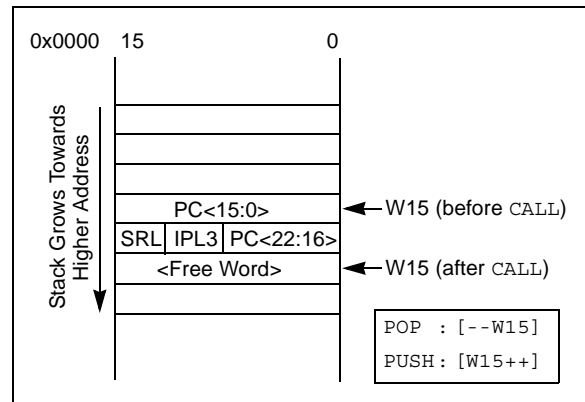 0x0000 15 0
Stack Grows Towards
Higher Address
PC<15:0>
W15 (before CALL)
SRL IPL3 PC<22:16>
<Free Word>
W15 (after CALL)
POP : [--W15]
PUSH: [W15++]